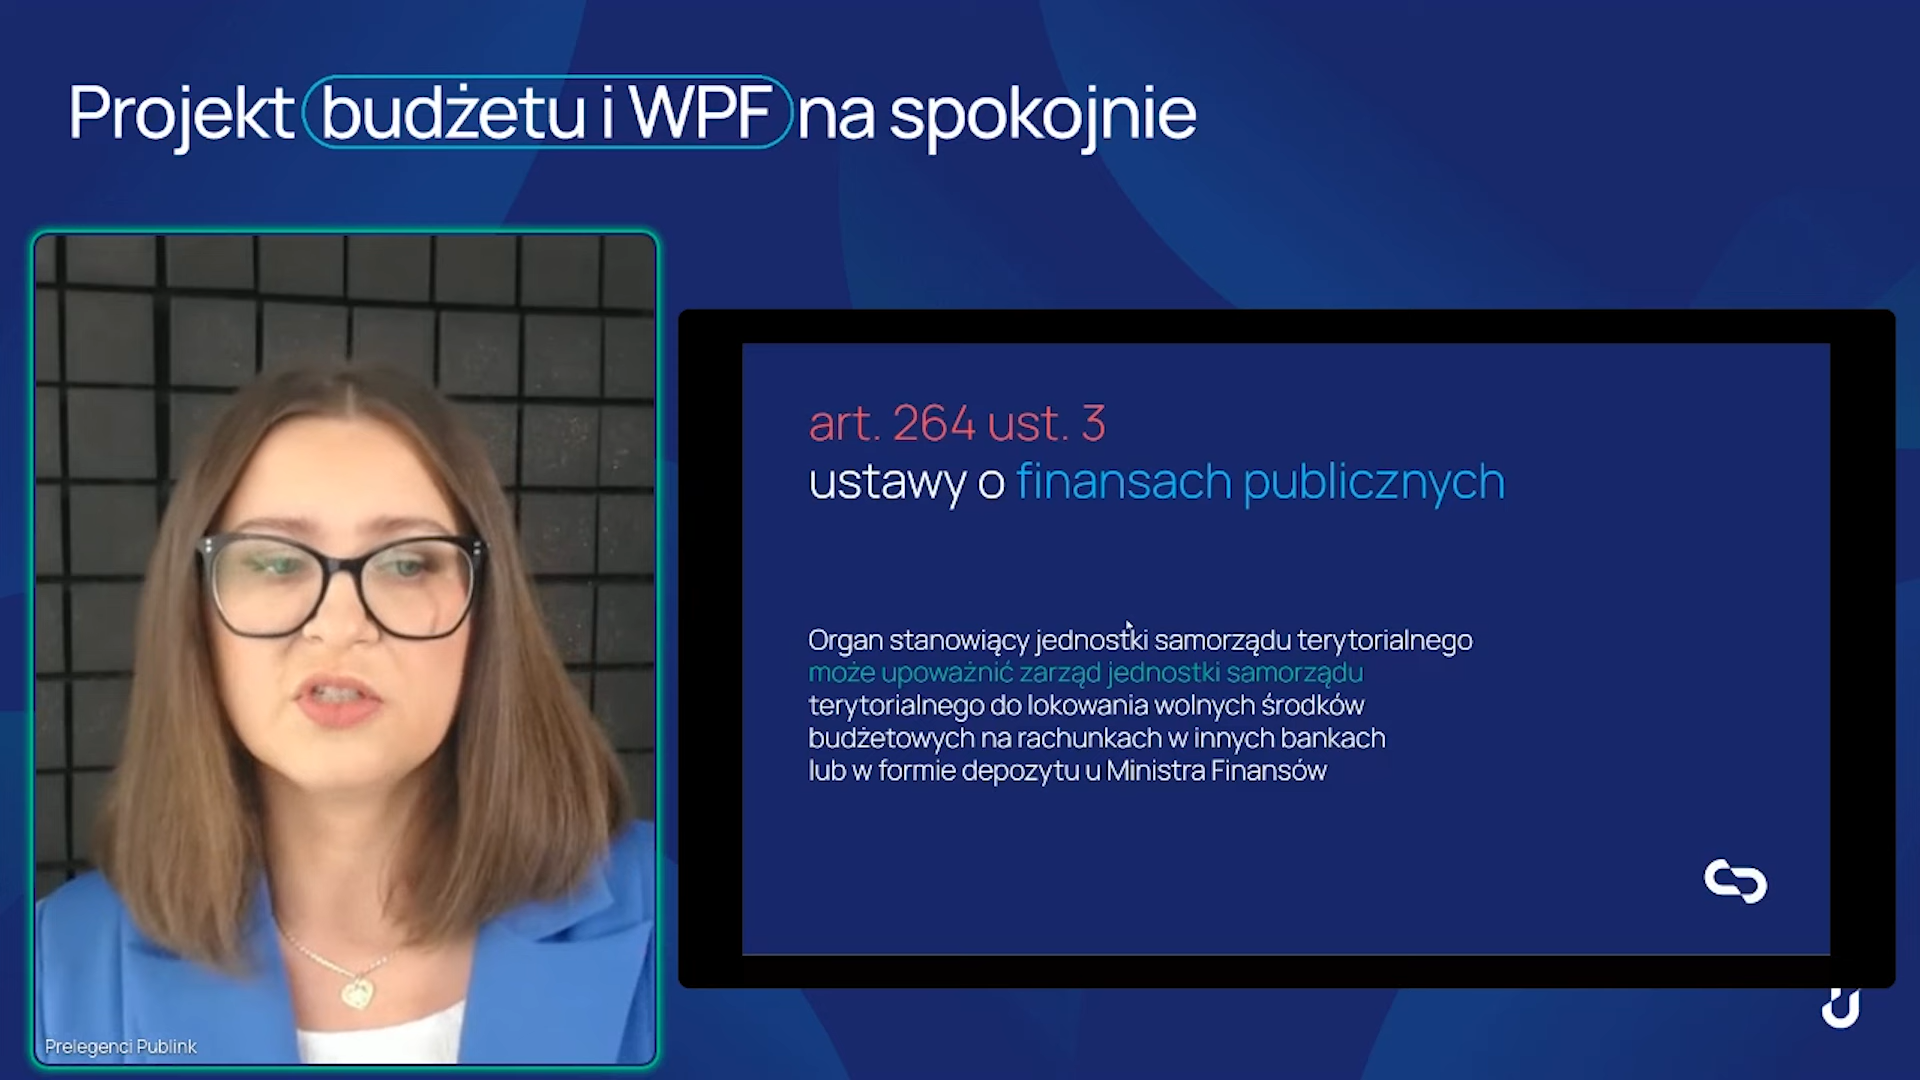 Projekt budżetu i WPF na spokojnie
art. 264 ust. 3
ustawy o finansach publicznych
Organ stanowiący jednostki samorządu terytorialnego
może upoważnić zarząd jednostki samorządu
terytorialnego do lokowania wolnych środków
budżetowych na rachunkach w innych bankach
lub w formie depozytu u Ministra Finansów
Prelegenci Publink